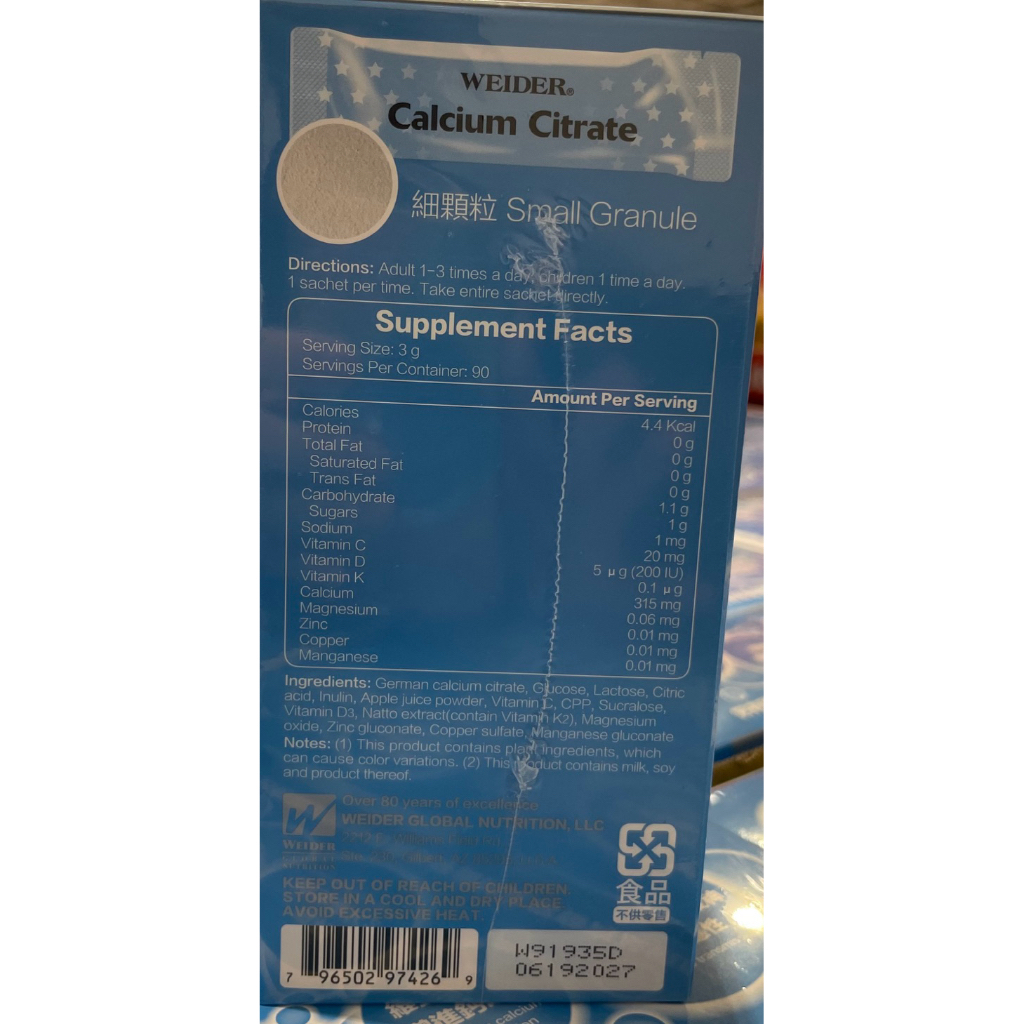 WEIDER®
Calcium Citrate
細顆粒 Small Granule
Directions: Adult 1-3 times a day, children 1 time a day.
1 sachet per time. Take entire sachet directly.
Supplement Facts
Serving Size: 3 g
Servings Per Container: 90
Amount Per Serving
Calories 4.4 Kcal
Protein 0 g
Total Fat 0 g
Saturated Fat 0 g
Trans Fat 0 g
Carbohydrate 1.1 g
Sugars 1 g
Sodium 1 mg
Vitamin C 20 mg
Vitamin D 5 μg (200 IU)
Vitamin K 0.1 μg
Calcium 315 mg
Magnesium 0.06 mg
Zinc 0.01 mg
Copper 0.01 mg
Manganese 0.01 mg
Ingredients: German calcium citrate, Glucose, Lactose, Citric
acid, Inulin, Apple juice powder, Vitamin C, CPP, Sucralose,
Vitamin D3, Natto extract(contain Vitamin K2), Magnesium
oxide, Zinc gluconate, Copper sulfate, Manganese gluconate
Notes: (1) This product contains plant ingredients, which
can cause color variations. (2) This product contains milk, soy
and product thereof.
Over 80 years of excellence
WEIDER GLOBAL NUTRITION, LLC
WEIDER
KEEP OUT OF REACH OF CHILDREN.
STORE IN A COOL AND DRY PLACE.
AVOID EXCESSIVE HEAT.
食品
不供零售
7 96502 97426 9
W91935D
06192027